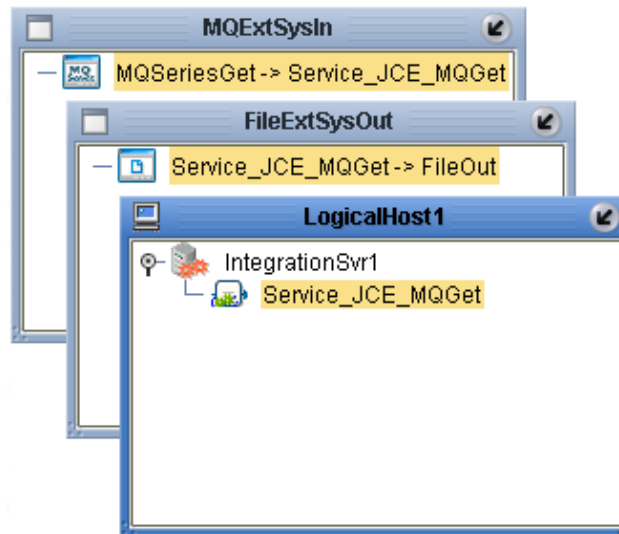 MQExtSysIn
MQSeriesGet -> Service_JCE_MQGet
FileExtSysOut
Service_JCE_MQGet -> FileOut
LogicalHost1
IntegrationSvr1
Service_JCE_MQGet